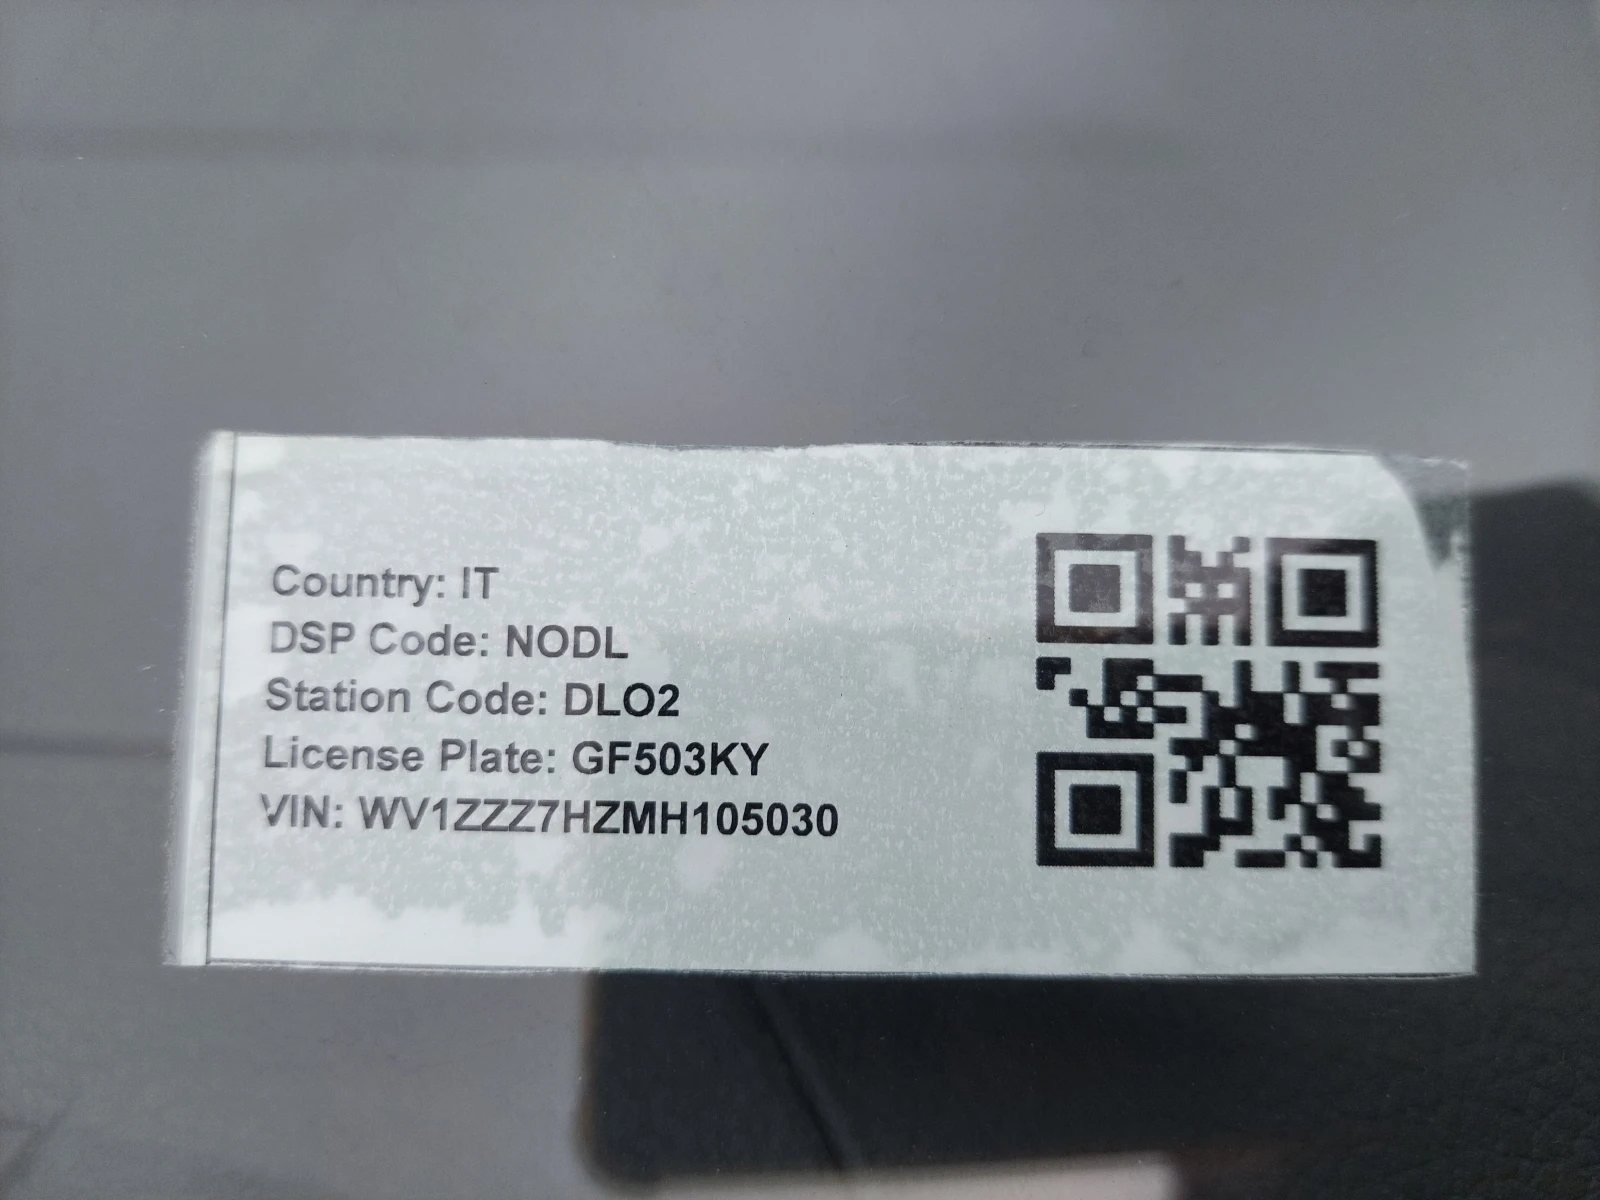 Country: IT
DSP Code: NODL
Station Code: DLO2
License Plate: GF503KY
VIN: WV1ZZZ7HZMH105030